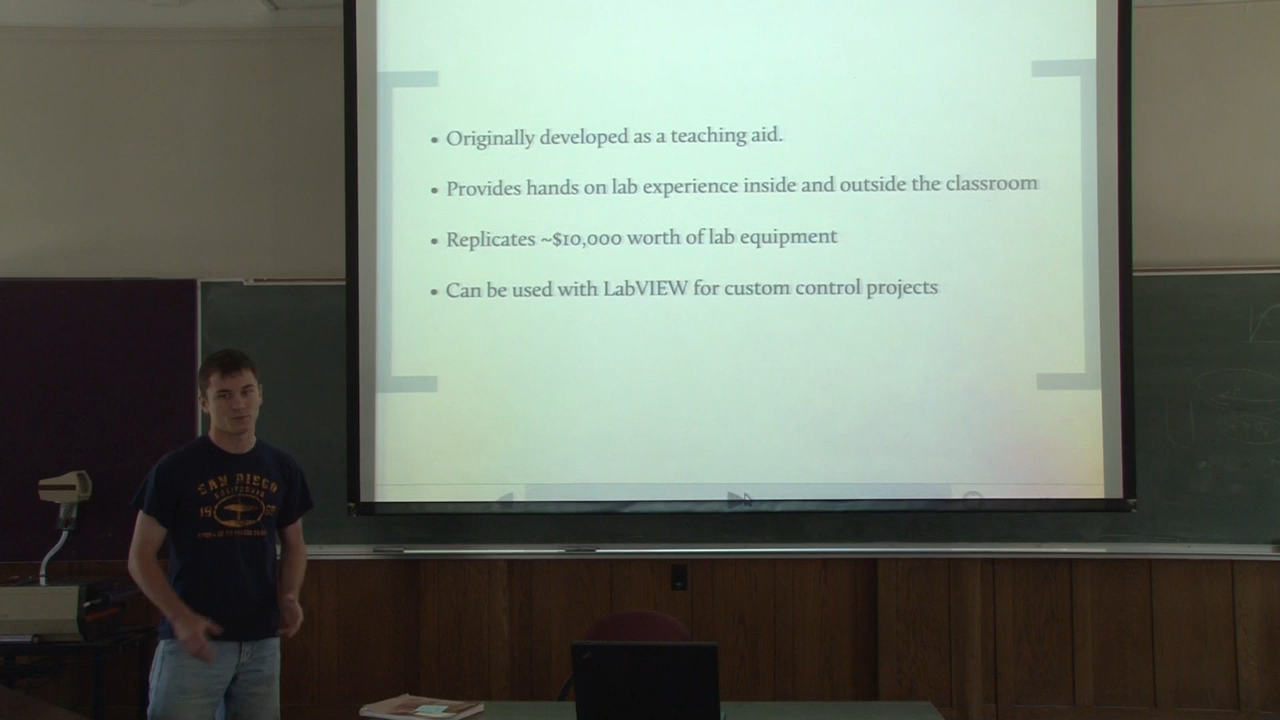 • Originally developed as a teaching aid.
• Provides hands on lab experience inside and outside the classroom
• Replicates ~$10,000 worth of lab equipment
• Can be used with LabVIEW for custom control projects
SAN DIEGO
CALIFORNIA